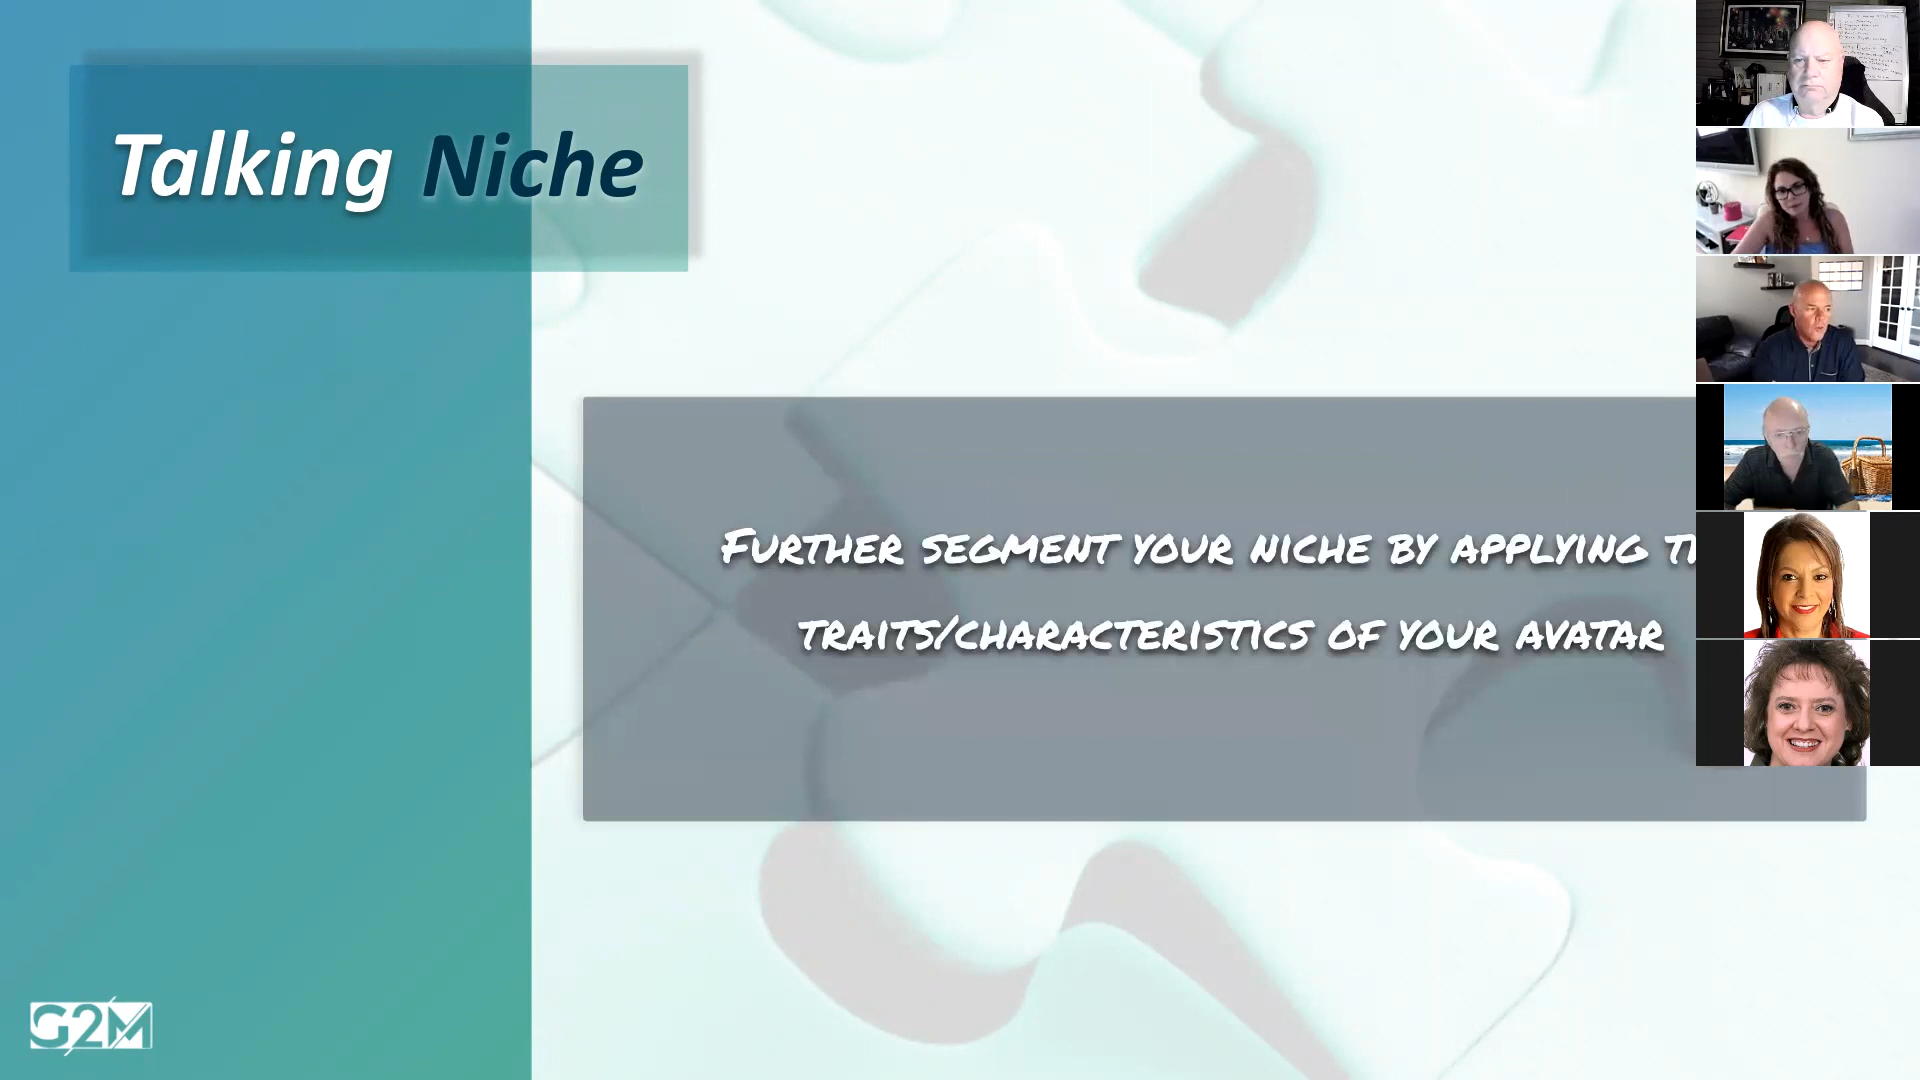 Talking Niche
Further segment your niche by applying
traits/characteristics of your avatar
G2M